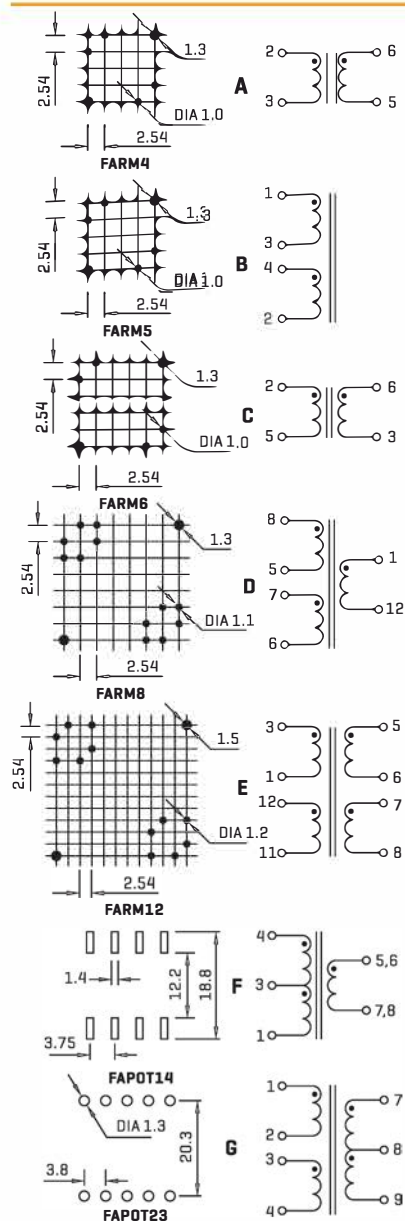 1.3
2.54
DIA 1.0
2.54
FARM4
A
2
3
6
5
1.3
2.54
DIA 1.0
2.54
FARM5
B
1
3
4
2
1.3
2.54
DIA 1.0
2.54
FARM6
C
2
5
6
3
1.3
2.54
DIA 1.1
2.54
FARM8
D
8
5
7
6
1
12
1.5
2.54
DIA 1.2
2.54
FARM12
E
3
1
12
11
5
6
7
8
1.4
12.2
18.8
3.75
FAPOT14
F
4
3
1
5,6
7,8
DIA 1.3
20.3
3.8
FAPOT23
G
1
2
3
4
7
8
9